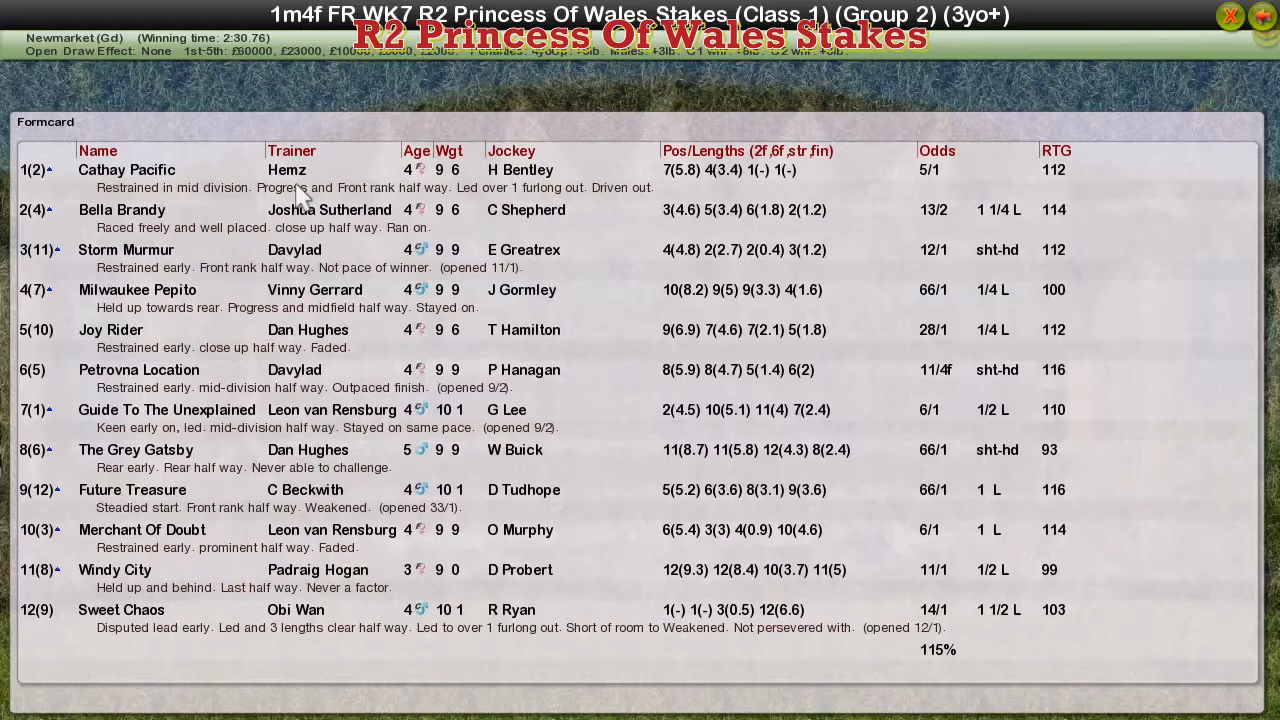 1m4f FR WK7 R2 Princess Of Wales Stakes (Class 1) (Group 2) (3yo+)
R2 Princess Of Wales Stakes
Newmarket (Gd) (Winning time: 2:30.76)
Open Draw Effect: None 1st-5th: £60000, £23000,
Formcard
Name Trainer Age Wgt Jockey Pos/Lengths (2f,6f,str,fin) Odds RTG
1(2) Cathay Pacific Hemz 4 9 6 H Bentley 7(5.8) 4(3.4) 1(-) 1(-) 5/1 112
Restrained in mid division. Progress and Front rank half way. Led over 1 furlong out. Driven out.
2(4) Bella Brandy Joshua Sutherland 4 9 6 C Shepherd 3(4.6) 5(3.4) 6(1.8) 2(1.2) 13/2 1 1/4 L 114
Raced freely and well placed. close up half way. Ran on.
3(11) Storm Murmur Davylad 4 9 9 E Greatrex 4(4.8) 2(2.7) 2(0.4) 3(1.2) 12/1 sht-hd 112
Restrained early. Front rank half way. Not pace of winner. (opened 11/1).
4(7) Milwaukee Pepito Vinny Gerrard 4 9 9 J Gormley 10(8.2) 9(5) 9(3.3) 4(1.6) 66/1 1/4 L 100
Held up towards rear. Progress and midfield half way. Stayed on.
5(10) Joy Rider Dan Hughes 4 9 6 T Hamilton 9(6.9) 7(4.6) 7(2.1) 5(1.8) 28/1 1/4 L 112
Restrained early. close up half way. Faded.
6(5) Petrovna Location Davylad 4 9 9 P Hanagan 8(5.9) 8(4.7) 5(1.4) 6(2) 11/4f sht-hd 116
Restrained early. mid-division half way. Outpaced finish. (opened 9/2).
7(1) Guide To The Unexplained Leon van Rensburg 4 10 1 G Lee 2(4.5) 10(5.1) 11(4) 7(2.4) 6/1 1/2 L 110
Keen early on, led. mid-division half way. Stayed on same pace. (opened 9/2).
8(6) The Grey Gatsby Dan Hughes 5 9 9 W Buick 11(8.7) 11(5.8) 12(4.3) 8(2.4) 66/1 sht-hd 93
Rear early. Rear half way. Never able to challenge.
9(12) Future Treasure C Beckwith 4 10 1 D Tudhope 5(5.2) 6(3.6) 8(3.1) 9(3.6) 66/1 1 L 116
Steadied start. Front rank half way. Weakened. (opened 33/1).
10(3) Merchant Of Doubt Leon van Rensburg 4 9 9 O Murphy 6(5.4) 3(3) 4(0.9) 10(4.6) 6/1 1 L 114
Restrained early. prominent half way. Faded.
11(8) Windy City Padraig Hogan 3 9 0 D Probert 12(9.3) 12(8.4) 10(3.7) 11(5) 11/1 1/2 L 99
Held up and behind. Last half way. Never a factor.
12(9) Sweet Chaos Obi Wan 4 10 1 R Ryan 1(-) 1(-) 3(0.5) 12(6.6) 14/1 1 1/2 L 103
Disputed lead early. Led and 3 lengths clear half way. Led to over 1 furlong out. Short of room to Weakened. Not persevered with. (opened 12/1).
115%